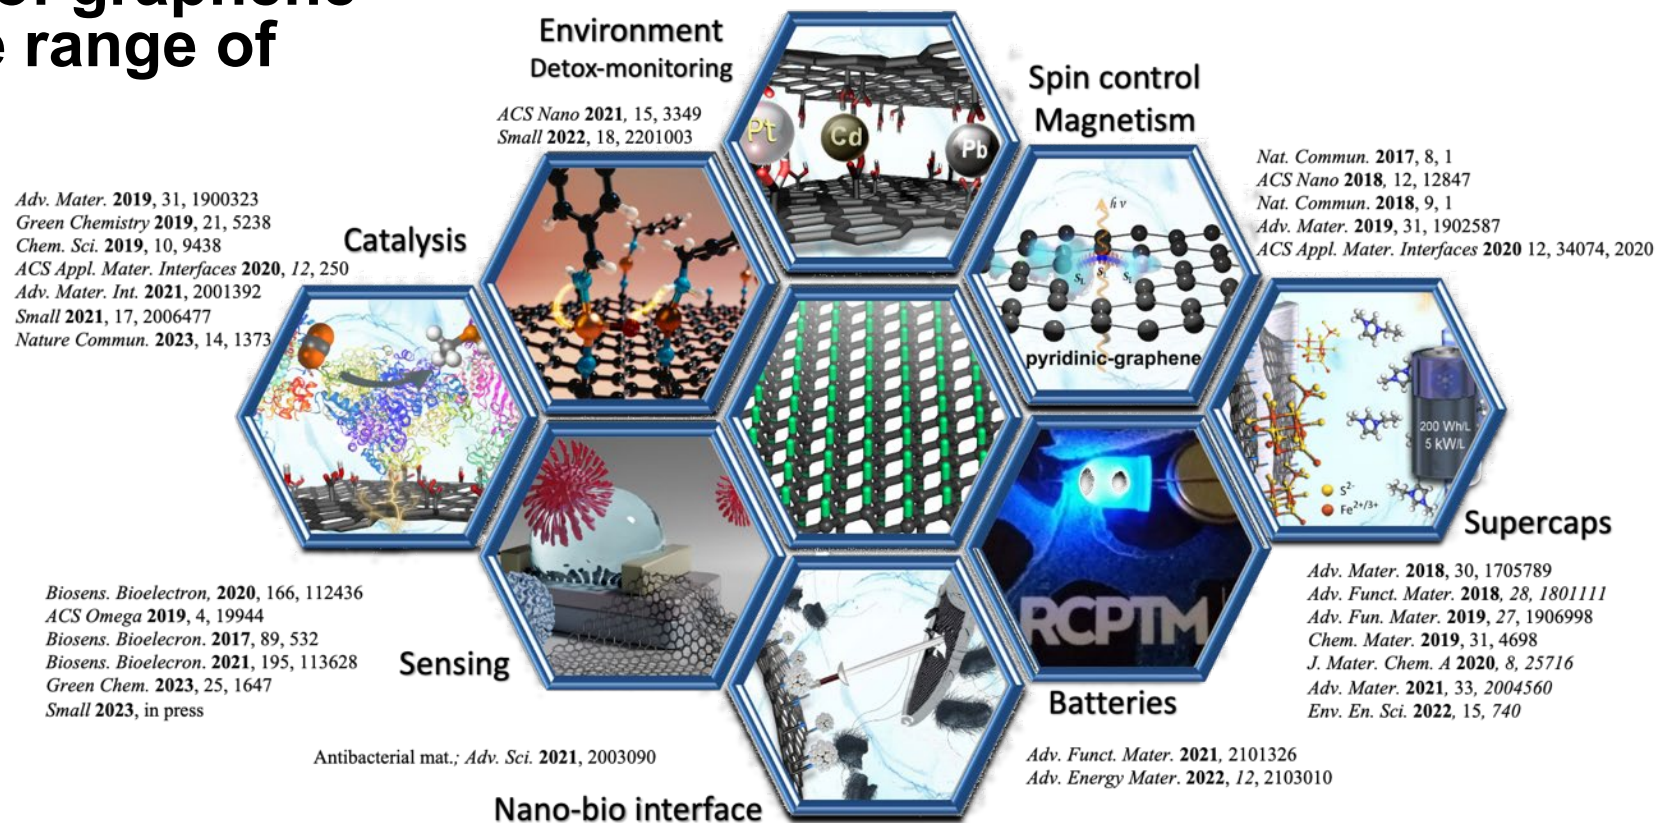 of graphene
e range of
Environment
Detox-monitoring
ACS Nano 2021, 15, 3349
Small 2022, 18, 2201003
Pt
Cd
Pb
Spin control
Magnetism
Nat. Commun. 2017, 8, 1
ACS Nano 2018, 12, 12847
Nat. Commun. 2018, 9, 1
Adv. Mater. 2019, 31, 1902587
ACS Appl. Mater. Interfaces 2020 12, 34074, 2020
hν
pyridinic-graphene
Adv. Mater. 2019, 31, 1900323
Green Chemistry 2019, 21, 5238
Chem. Sci. 2019, 10, 9438
ACS Appl. Mater. Interfaces 2020, 12, 250
Adv. Mater. Int. 2021, 2001392
Small 2021, 17, 2006477
Nature Commun. 2023, 14, 1373
Catalysis
200 Wh/L
5 kW/L
S2-
Fe2+/3+
Supercaps
Adv. Mater. 2018, 30, 1705789
Adv. Funct. Mater. 2018, 28, 1801111
Adv. Fun. Mater. 2019, 27, 1906998
Chem. Mater. 2019, 31, 4698
J. Mater. Chem. A 2020, 8, 25716
Adv. Mater. 2021, 33, 2004560
Env. En. Sci. 2022, 15, 740
Biosens. Bioelectron, 2020, 166, 112436
ACS Omega 2019, 4, 19944
Biosens. Bioelecron. 2017, 89, 532
Biosens. Bioelecron. 2021, 195, 113628
Green Chem. 2023, 25, 1647
Small 2023, in press
Sensing
RCPTM
Batteries
Adv. Funct. Mater. 2021, 2101326
Adv. Energy Mater. 2022, 12, 2103010
Antibacterial mat.; Adv. Sci. 2021, 2003090
Nano-bio interface